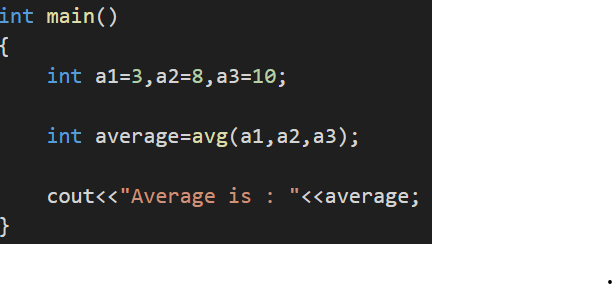 int main()
{
int a1=3,a2=8,a3=10;
int average=avg(a1,a2,a3);
cout<<"Average is : "<<average;
}
.